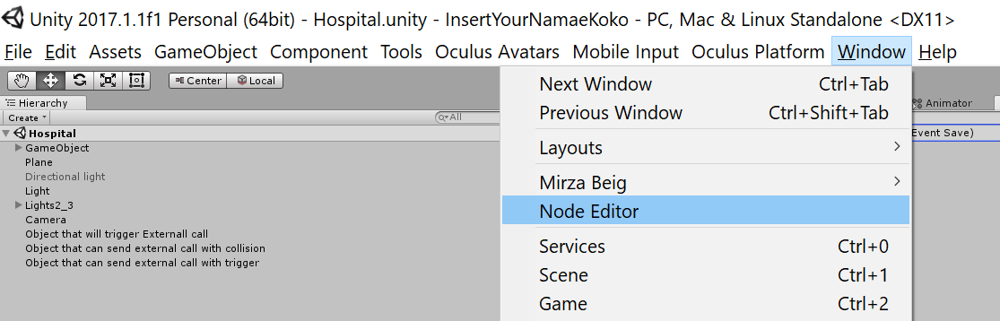 Unity 2017.1.1f1 Personal (64bit) - Hospital.unity - InsertYourNamaeKoko - PC, Mac & Linux Standalone <DX11>
File Edit Assets GameObject Component Tools Oculus Avatars Mobile Input Oculus Platform Window Help
Center Local
Hierarchy
Create All
Hospital
GameObject
Plane
Directional light
Light
Lights2_3
Camera
Object that will trigger Externall call
Object that can send external call with collision
Object that can send external call with trigger
Next Window Ctrl+Tab
Previous Window Ctrl+Shift+Tab
Layouts
Mirza Beig
Node Editor
Services Ctrl+0
Scene Ctrl+1
Game Ctrl+2
Animator
Event Save)